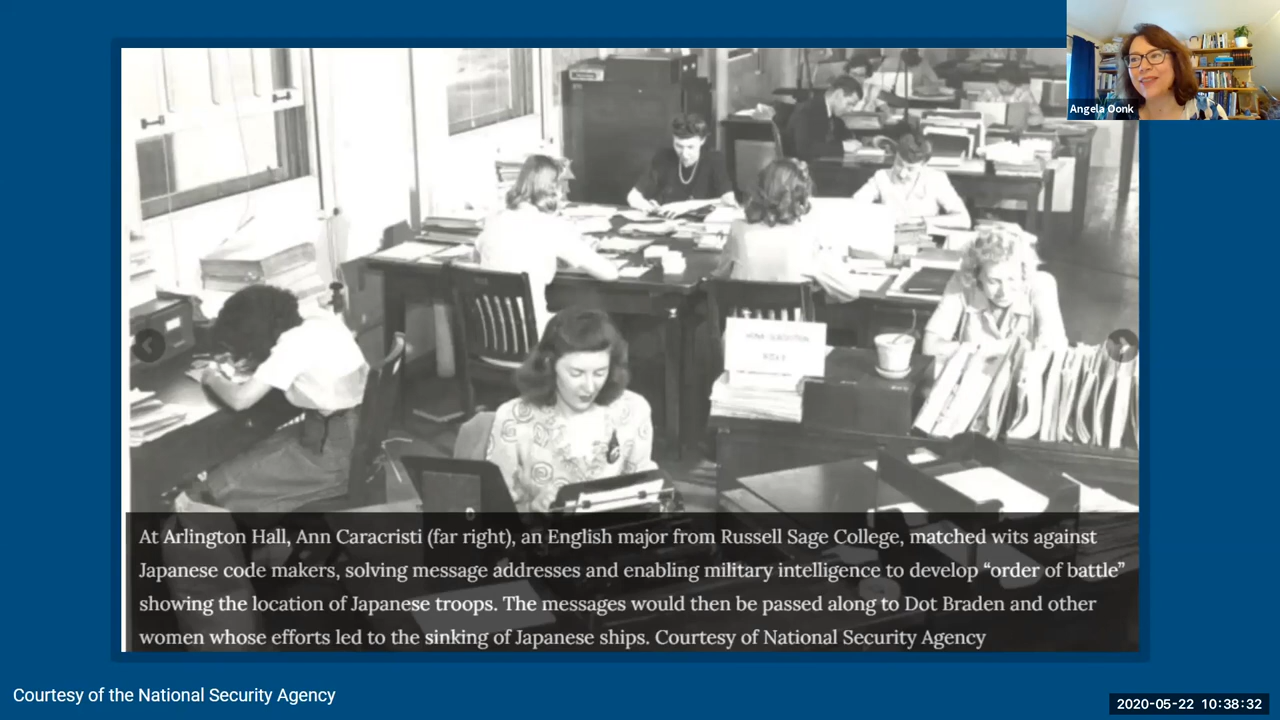 Angela Oonk
At Arlington Hall, Ann Caracristi (far right), an English major from Russell Sage College, matched wits against
Japanese code makers, solving message addresses and enabling military intelligence to develop “order of battle”
showing the location of Japanese troops. The messages would then be passed along to Dot Braden and other
women whose efforts led to the sinking of Japanese ships. Courtesy of National Security Agency
Courtesy of the National Security Agency
2020-05-22 10:38:32